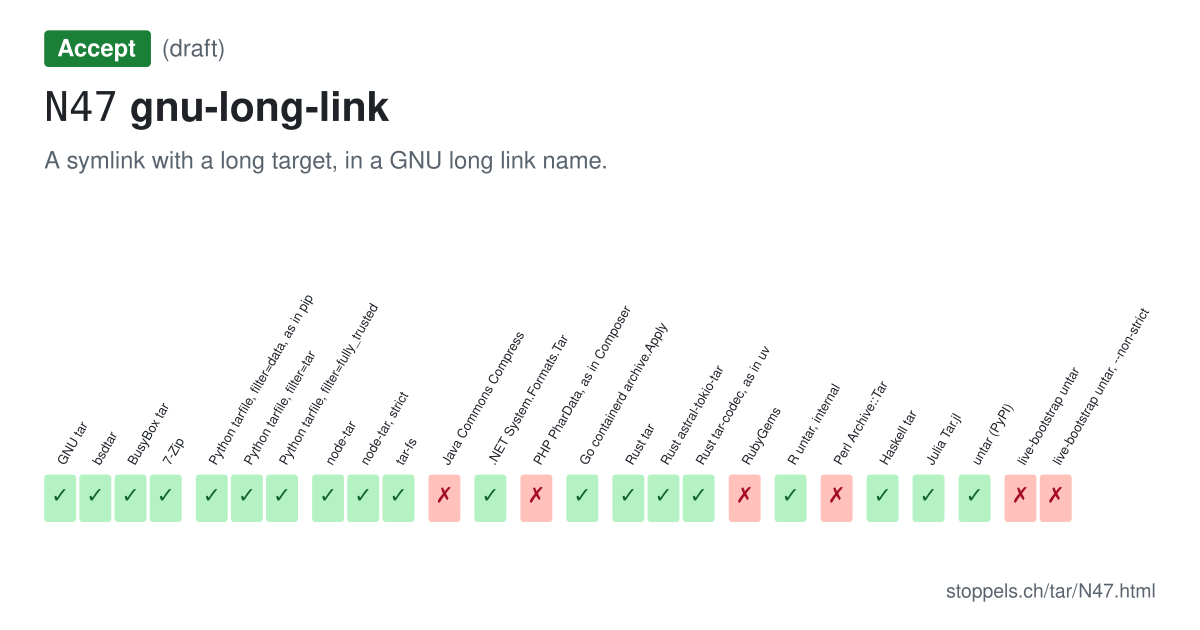 Accept (draft)
N47 gnu-long-link
A symlink with a long target, in a GNU long link name.
GNU tar
bsdtar
BusyBox tar
7-Zip
Python tarfile, filter=data, as in pip
Python tarfile, filter=tar
Python tarfile, filter=fully_trusted
node-tar
node-tar, strict
tar-fs
Java Commons Compress
.NET System.Formats.Tar
PHP PharData, as in Composer
Go containerd archive.Apply
Rust tar
Rust astral-tokio-tar
Rust tar-codec, as in uv
RubyGems
R untar, internal
Perl Archive::Tar
Haskell tar
Julia Tar.jl
untar (PyPI)
live-bootstrap untar
live-bootstrap untar, --non-strict
✓ ✓ ✓ ✓ ✓ ✓ ✓ ✓ ✓ ✓ ✗ ✓ ✗ ✓ ✓ ✓ ✓ ✗ ✓ ✗ ✓ ✓ ✓ ✗ ✗
stoppels.ch/tar/N47.html